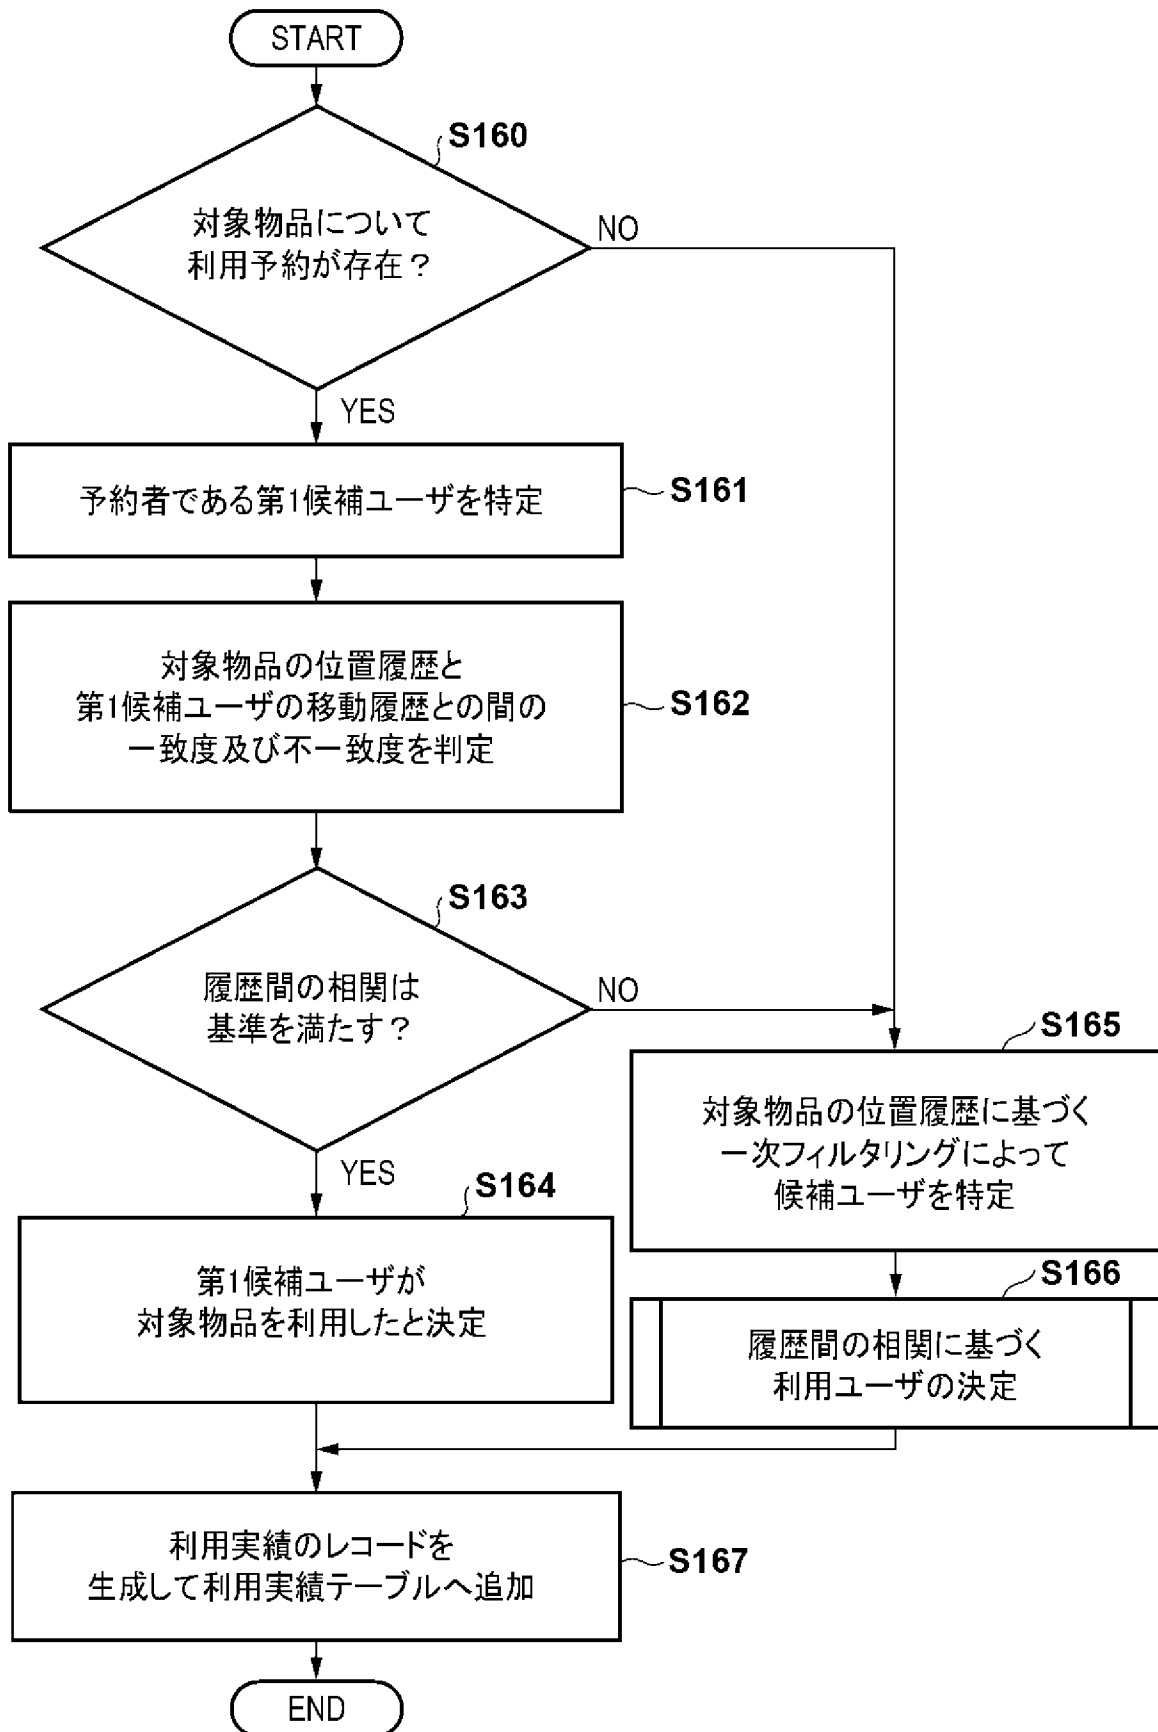 START
S160
対象物品について
利用予約が存在？
NO
YES
予約者である第1候補ユーザを特定
S161
対象物品の位置履歴と
第1候補ユーザの移動履歴との間の
一致度及び不一致度を判定
S162
S163
履歴間の相関は
基準を満たす？
NO
YES
S164
第1候補ユーザが
対象物品を利用したと決定
S165
対象物品の位置履歴に基づく
一次フィルタリングによって
候補ユーザを特定
S166
履歴間の相関に基づく
利用ユーザの決定
利用実績のレコードを
生成して利用実績テーブルへ追加
S167
END